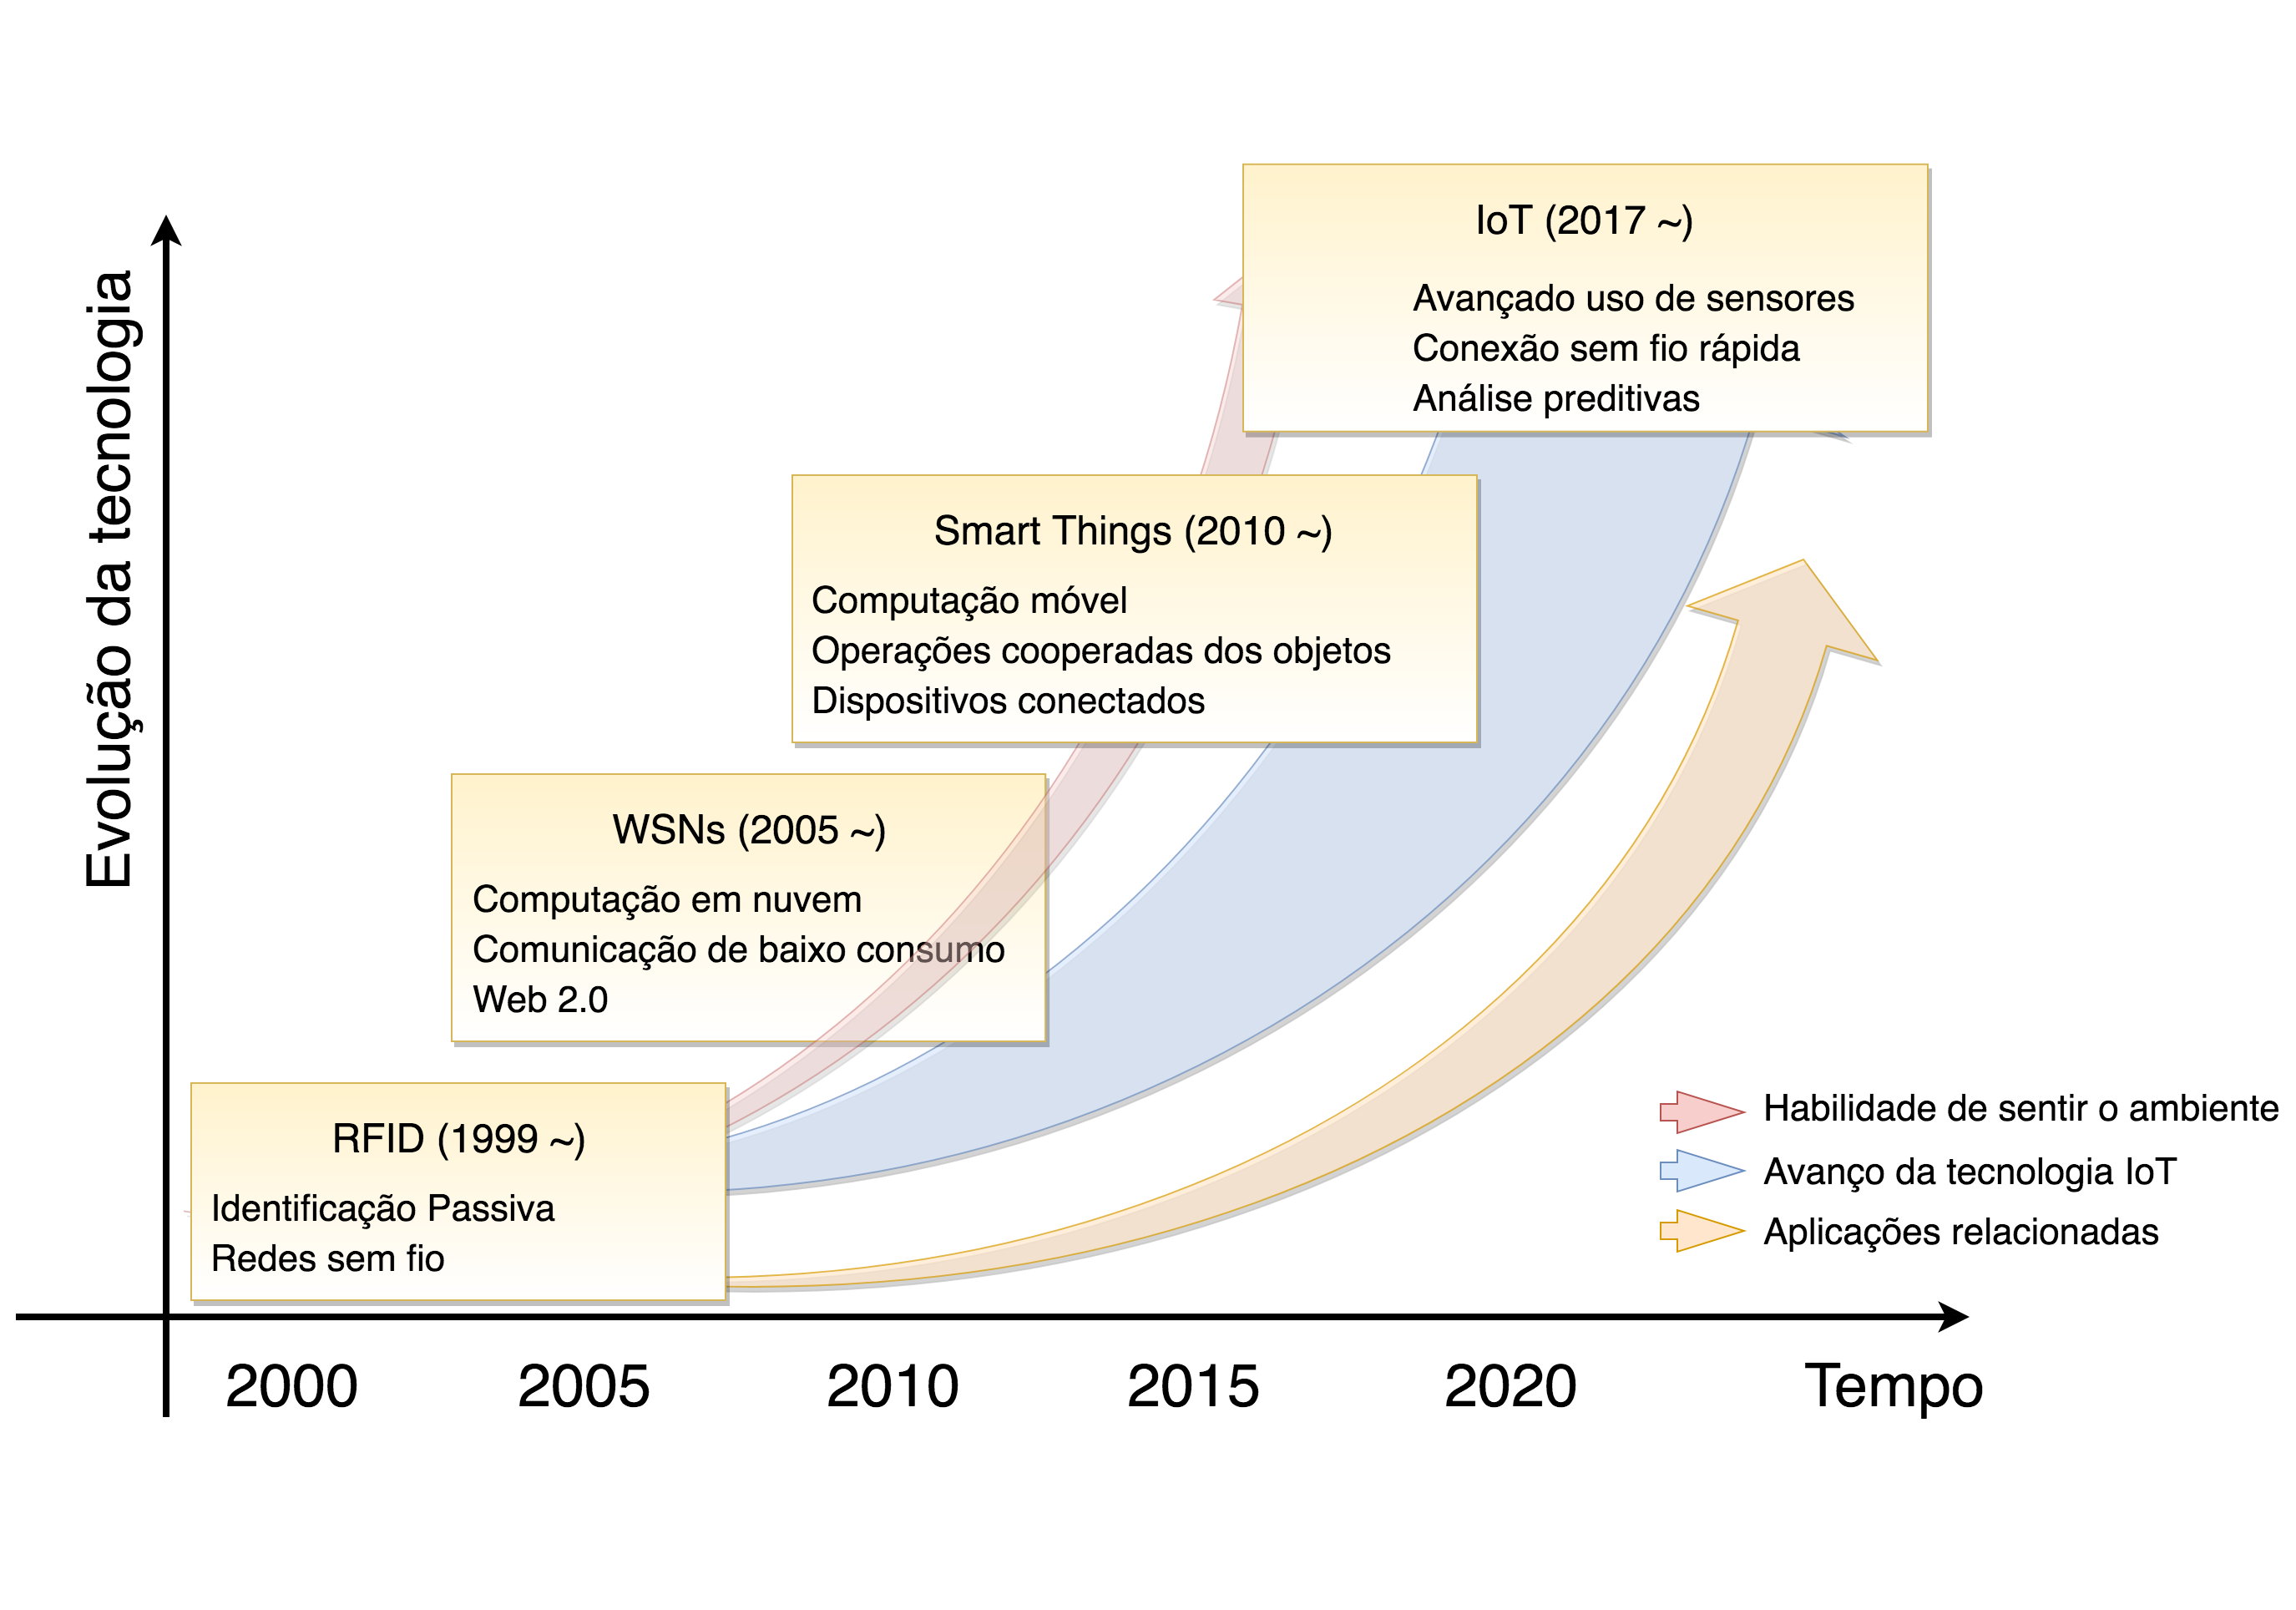 Evolução da tecnologia
IoT (2017 ~)
Avançado uso de sensores
Conexão sem fio rápida
Análise preditivas
Smart Things (2010 ~)
Computação móvel
Operações cooperadas dos objetos
Dispositivos conectados
WSNs (2005 ~)
Computação em nuvem
Comunicação de baixo consumo
Web 2.0
RFID (1999 ~)
Identificação Passiva
Redes sem fio
Habilidade de sentir o ambiente
Avanço da tecnologia IoT
Aplicações relacionadas
2000 2005 2010 2015 2020 Tempo